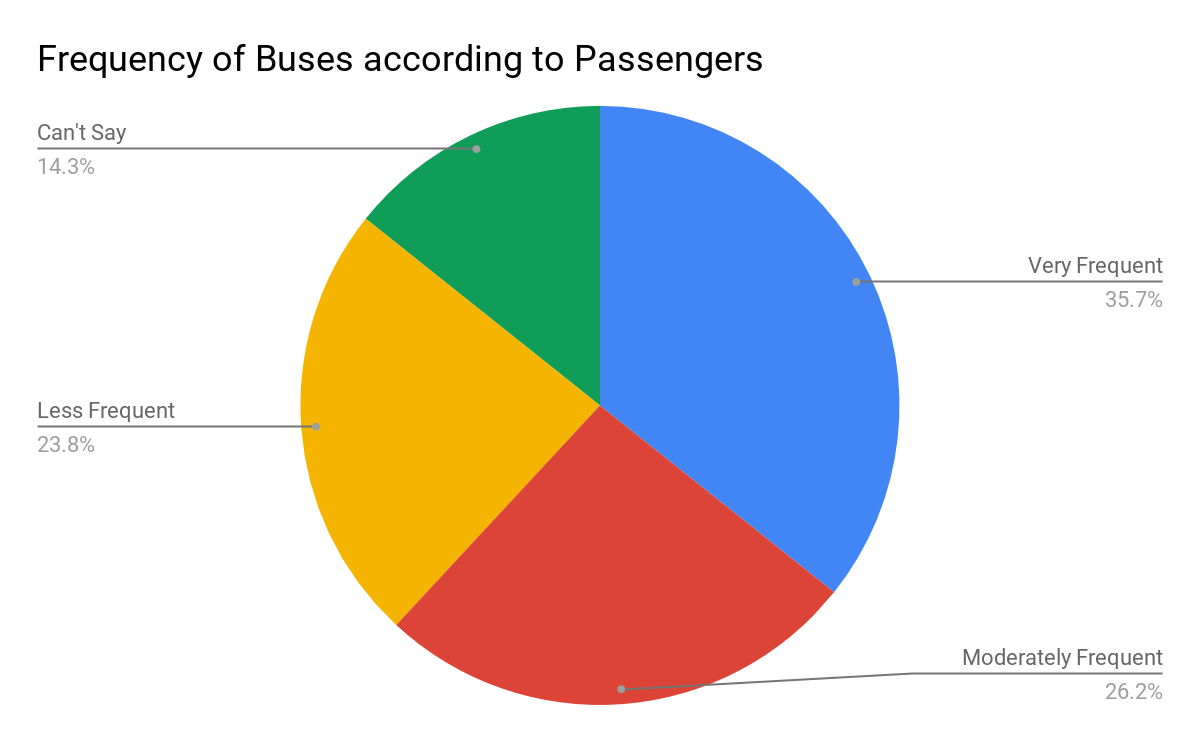 Frequency of Buses according to Passengers
Can't Say
14.3%
Very Frequent
35.7%
Less Frequent
23.8%
Moderately Frequent
26.2%